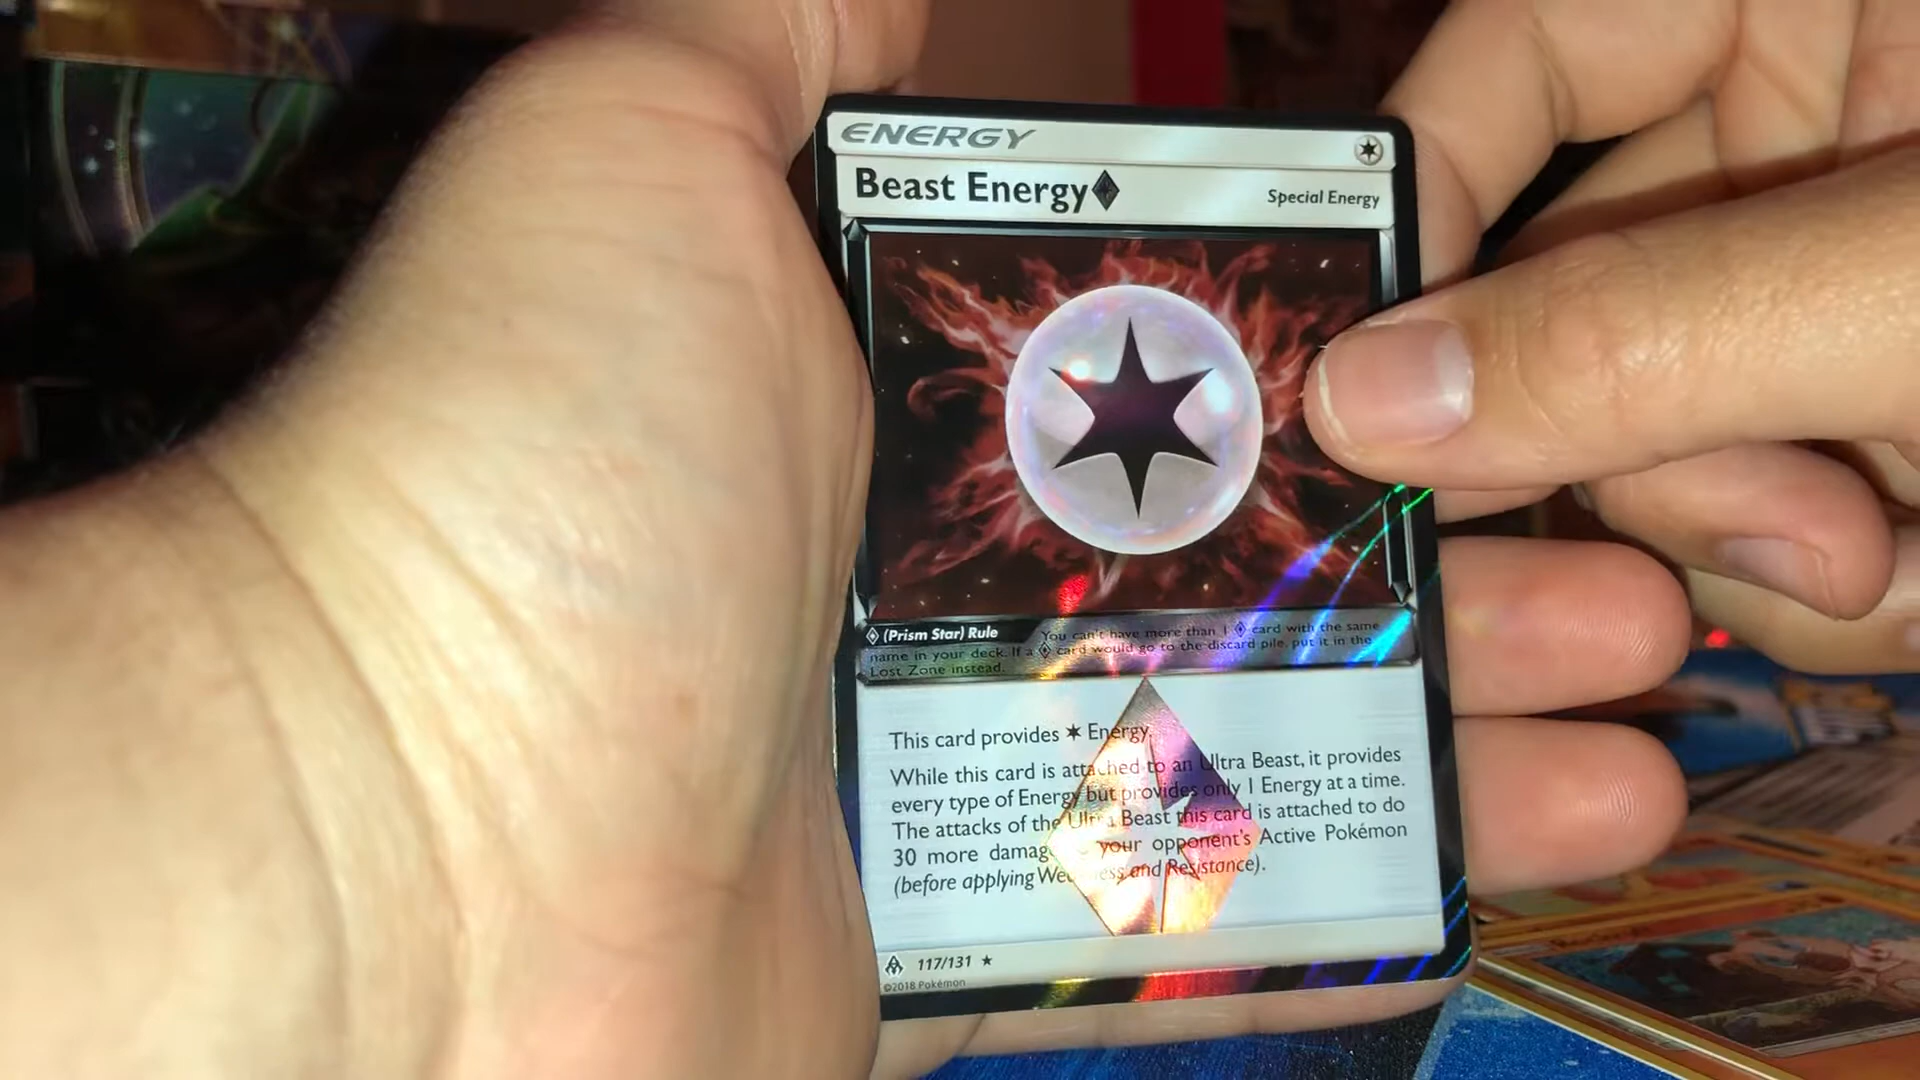 ENERGY
Beast Energy
Special Energy
(Prism Star) Rule You can't have more than 1 card with the same
name in your deck. If a card would go to the discard pile, put it in the
Lost Zone instead.
This card provides Energy.
While this card is attached to an Ultra Beast, it provides
every type of Energy but provides only 1 Energy at a time.
The attacks of the Ultra Beast this card is attached to do
30 more damage your opponent's Active Pokémon
(before applying Weakness and Resistance).
117/131
©2018 Pokémon